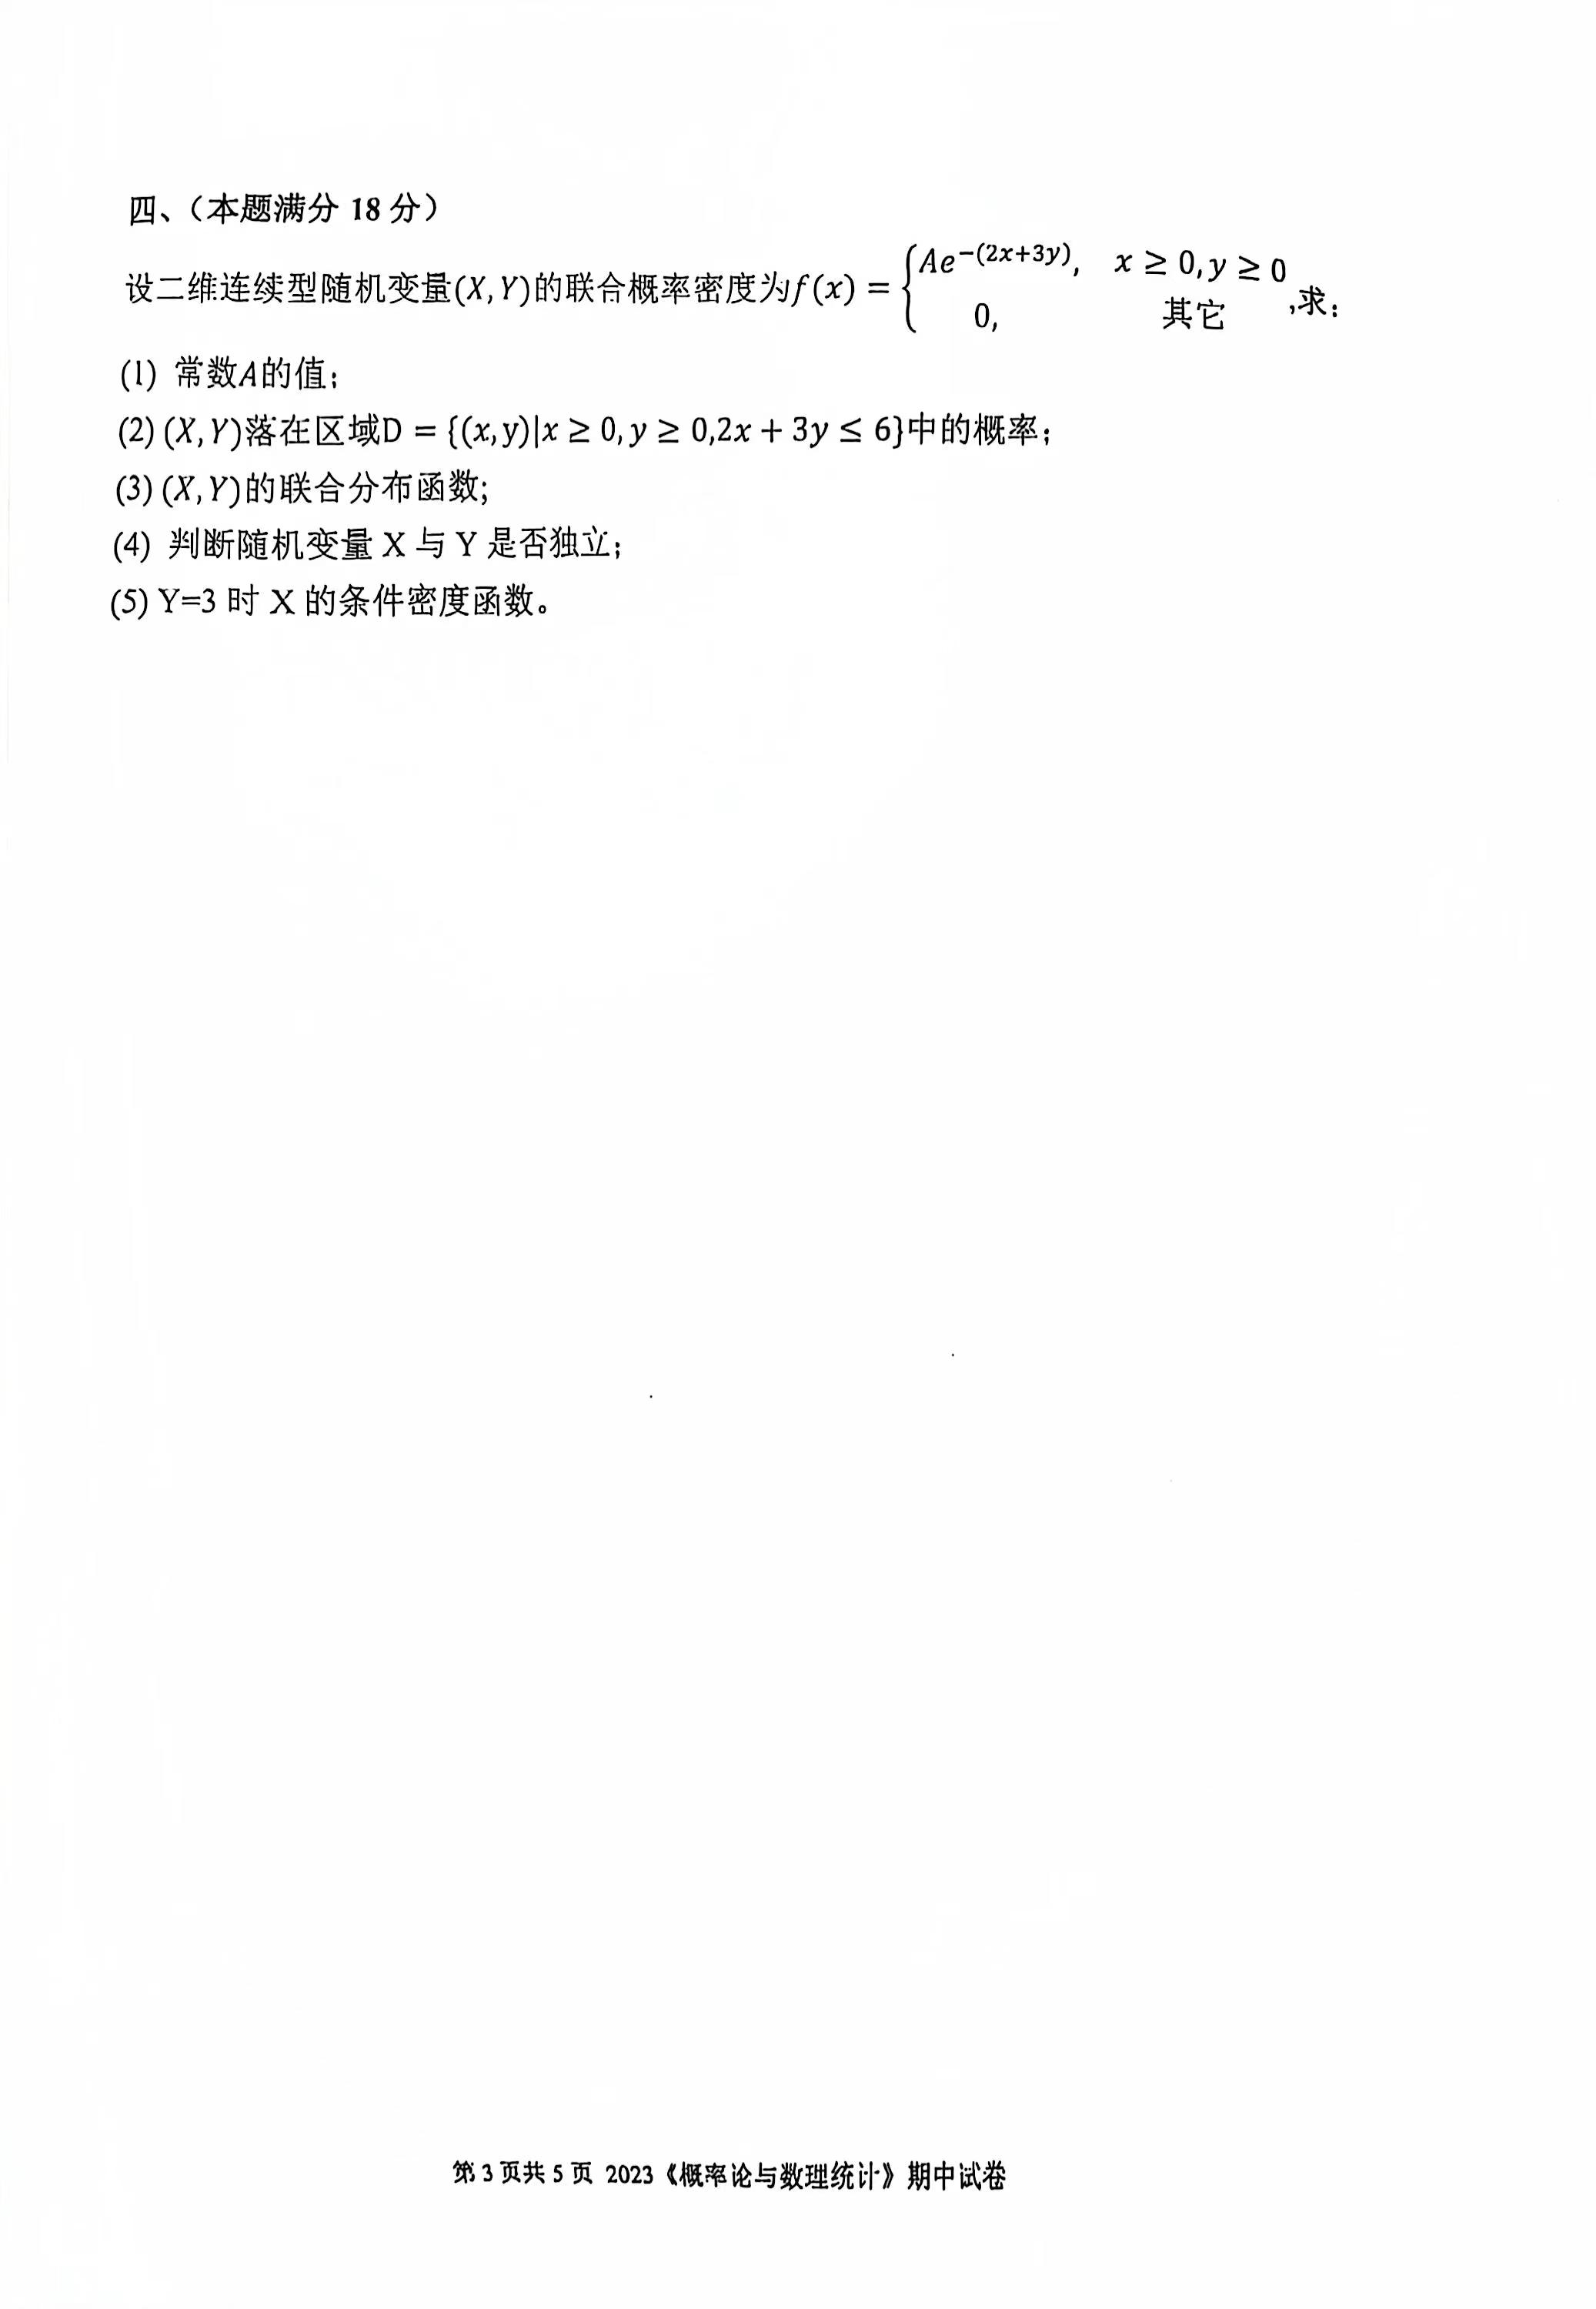 四、（本题满分 18 分）
设二维连续型随机变量(X,Y)的联合概率密度为f(x) = {Ae^{-(2x+3y)}, x ≥ 0,y ≥ 0
0, 其它 ,求：
(1) 常数A的值；
(2) (X,Y)落在区域D = {(x,y)|x ≥ 0,y ≥ 0,2x + 3y ≤ 6}中的概率；
(3) (X,Y)的联合分布函数;
(4) 判断随机变量 X 与 Y 是否独立；
(5) Y=3 时 X 的条件密度函数。
第 3 页共 5 页 2023《概率论与数理统计》期中试卷